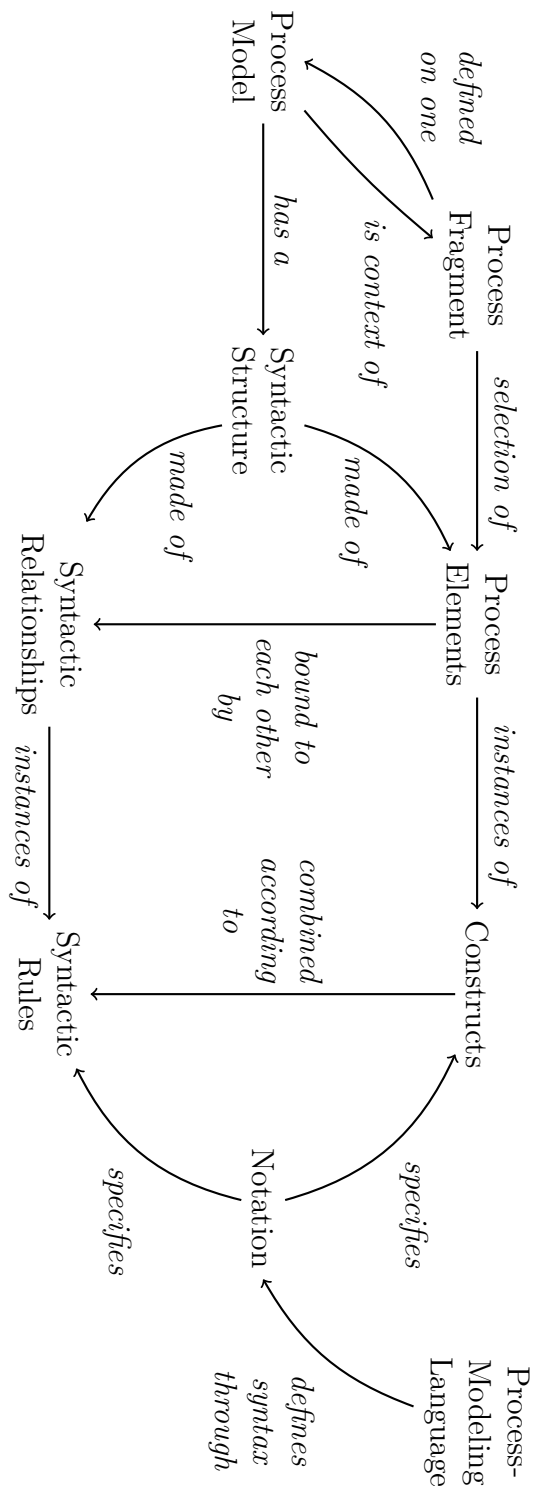 Process
Model
defined
on one
Process
Fragment
is context of
has a
selection of
Syntactic
Structure
made of
made of
Process
Elements
Syntactic
Relationships
bound to
each other
by
instances of
instances of
combined
according
to
Constructs
Syntactic
Rules
specifies
specifies
Notation
defines
syntax
through
Process-
Modeling
Language